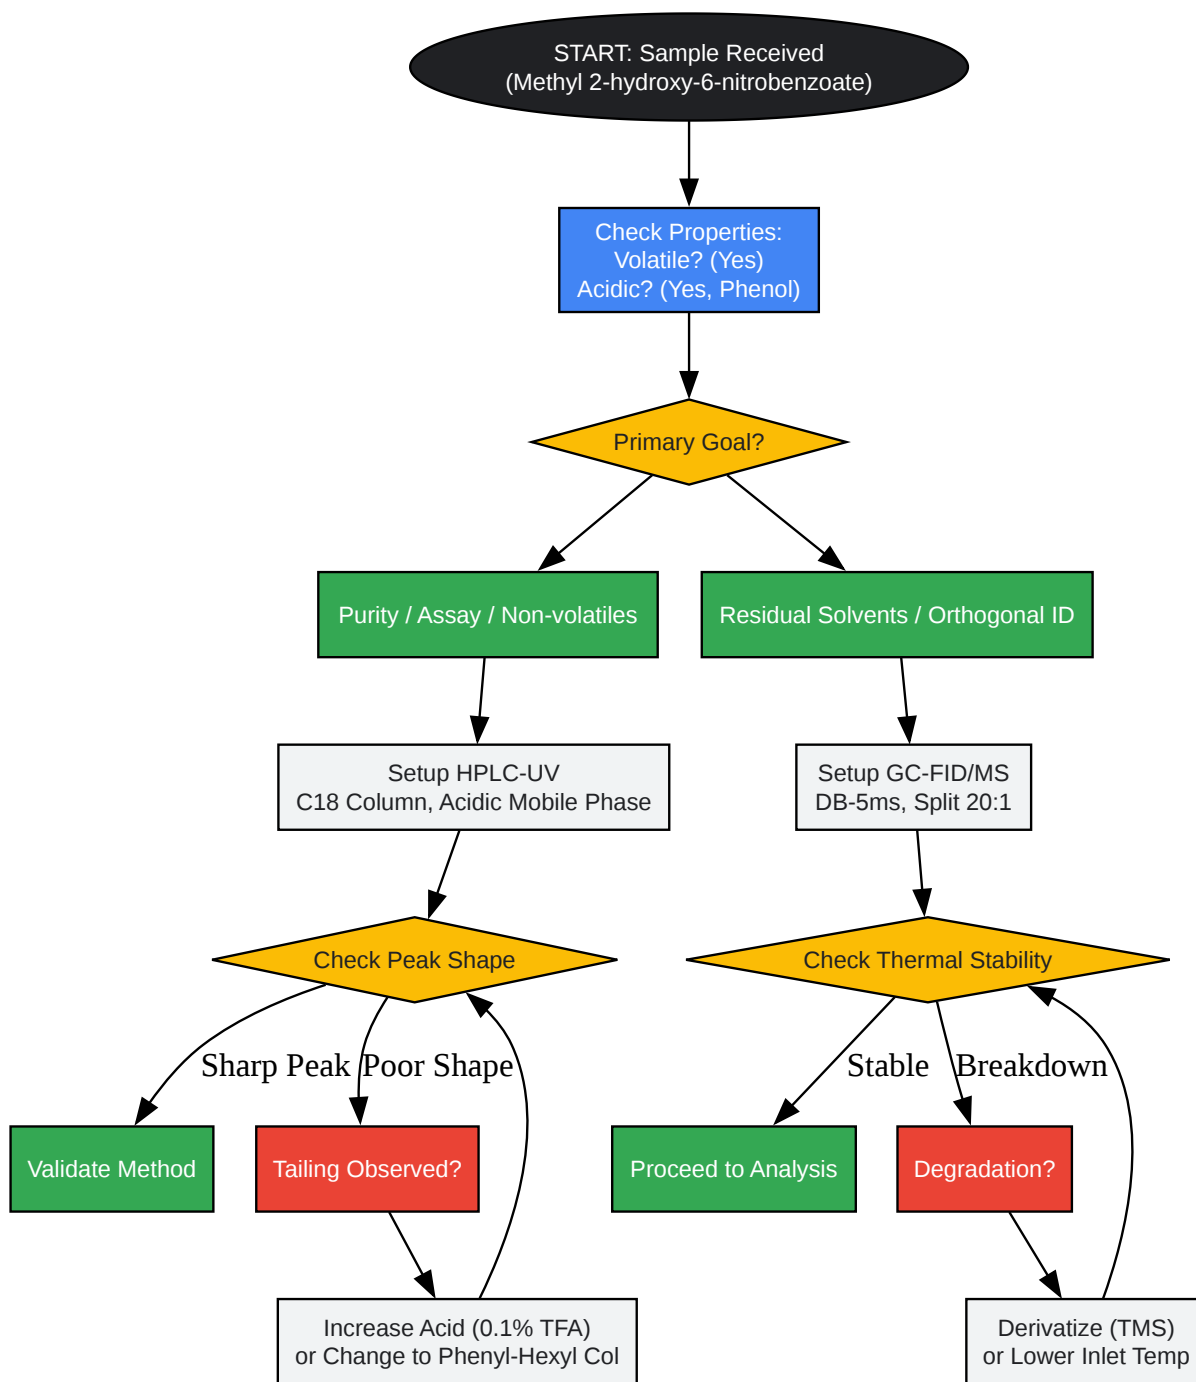 START: Sample Received
(Methyl 2-hydroxy-6-nitrobenzoate)
Check Properties:
Volatile? (Yes)
Acidic? (Yes, Phenol)
Primary Goal?
Purity / Assay / Non-volatiles
Residual Solvents / Orthogonal ID
Setup HPLC-UV
C18 Column, Acidic Mobile Phase
Setup GC-FID/MS
DB-5ms, Split 20:1
Check Peak Shape
Check Thermal Stability
Sharp Peak
Poor Shape
Stable
Breakdown
Validate Method
Tailing Observed?
Proceed to Analysis
Degradation?
Increase Acid (0.1% TFA)
or Change to Phenyl-Hexyl Col
Derivatize (TMS)
or Lower Inlet Temp